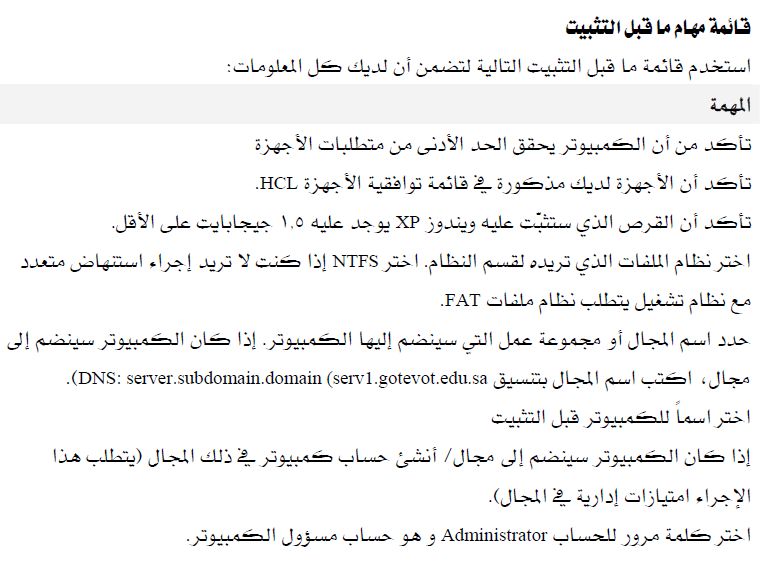 قائمة مهام ما قبل التثبيت
استخدم قائمة ما قبل التثبيت التالية لتضمن أن لديك كل المعلومات:
المهمة
تأكد من أن الكمبيوتر يحقق الحد الأدنى من متطلبات الأجهزة
تأكد أن الأجهزة لديك مذكورة في قائمة توافقية الأجهزة HCL.
تأكد أن القرص الذي ستثبّت عليه ويندوز XP يوجد عليه ١,٥ جيجابايت على الأقل.
اختر نظام الملفات الذي تريده لقسم النظام. اختر NTFS إذا كنت لا تريد إجراء استنهاض متعدد
مع نظام تشغيل يتطلب نظام ملفات FAT.
حدد اسم المجال أو مجموعة عمل التي سينضم إليها الكمبيوتر. إذا كان الكمبيوتر سينضم إلى
مجال، اكتب اسم المجال بتنسيق DNS: server.subdomain.domain (serv1.gotevot.edu.sa).
اختر اسماً للكمبيوتر قبل التثبيت
إذا كان الكمبيوتر سينضم إلى مجال/ أنشئ حساب كمبيوتر في ذلك المجال (يتطلب هذا
الإجراء امتيازات إدارية في المجال).
اختر كلمة مرور للحساب Administrator و هو حساب مسؤول الكمبيوتر.